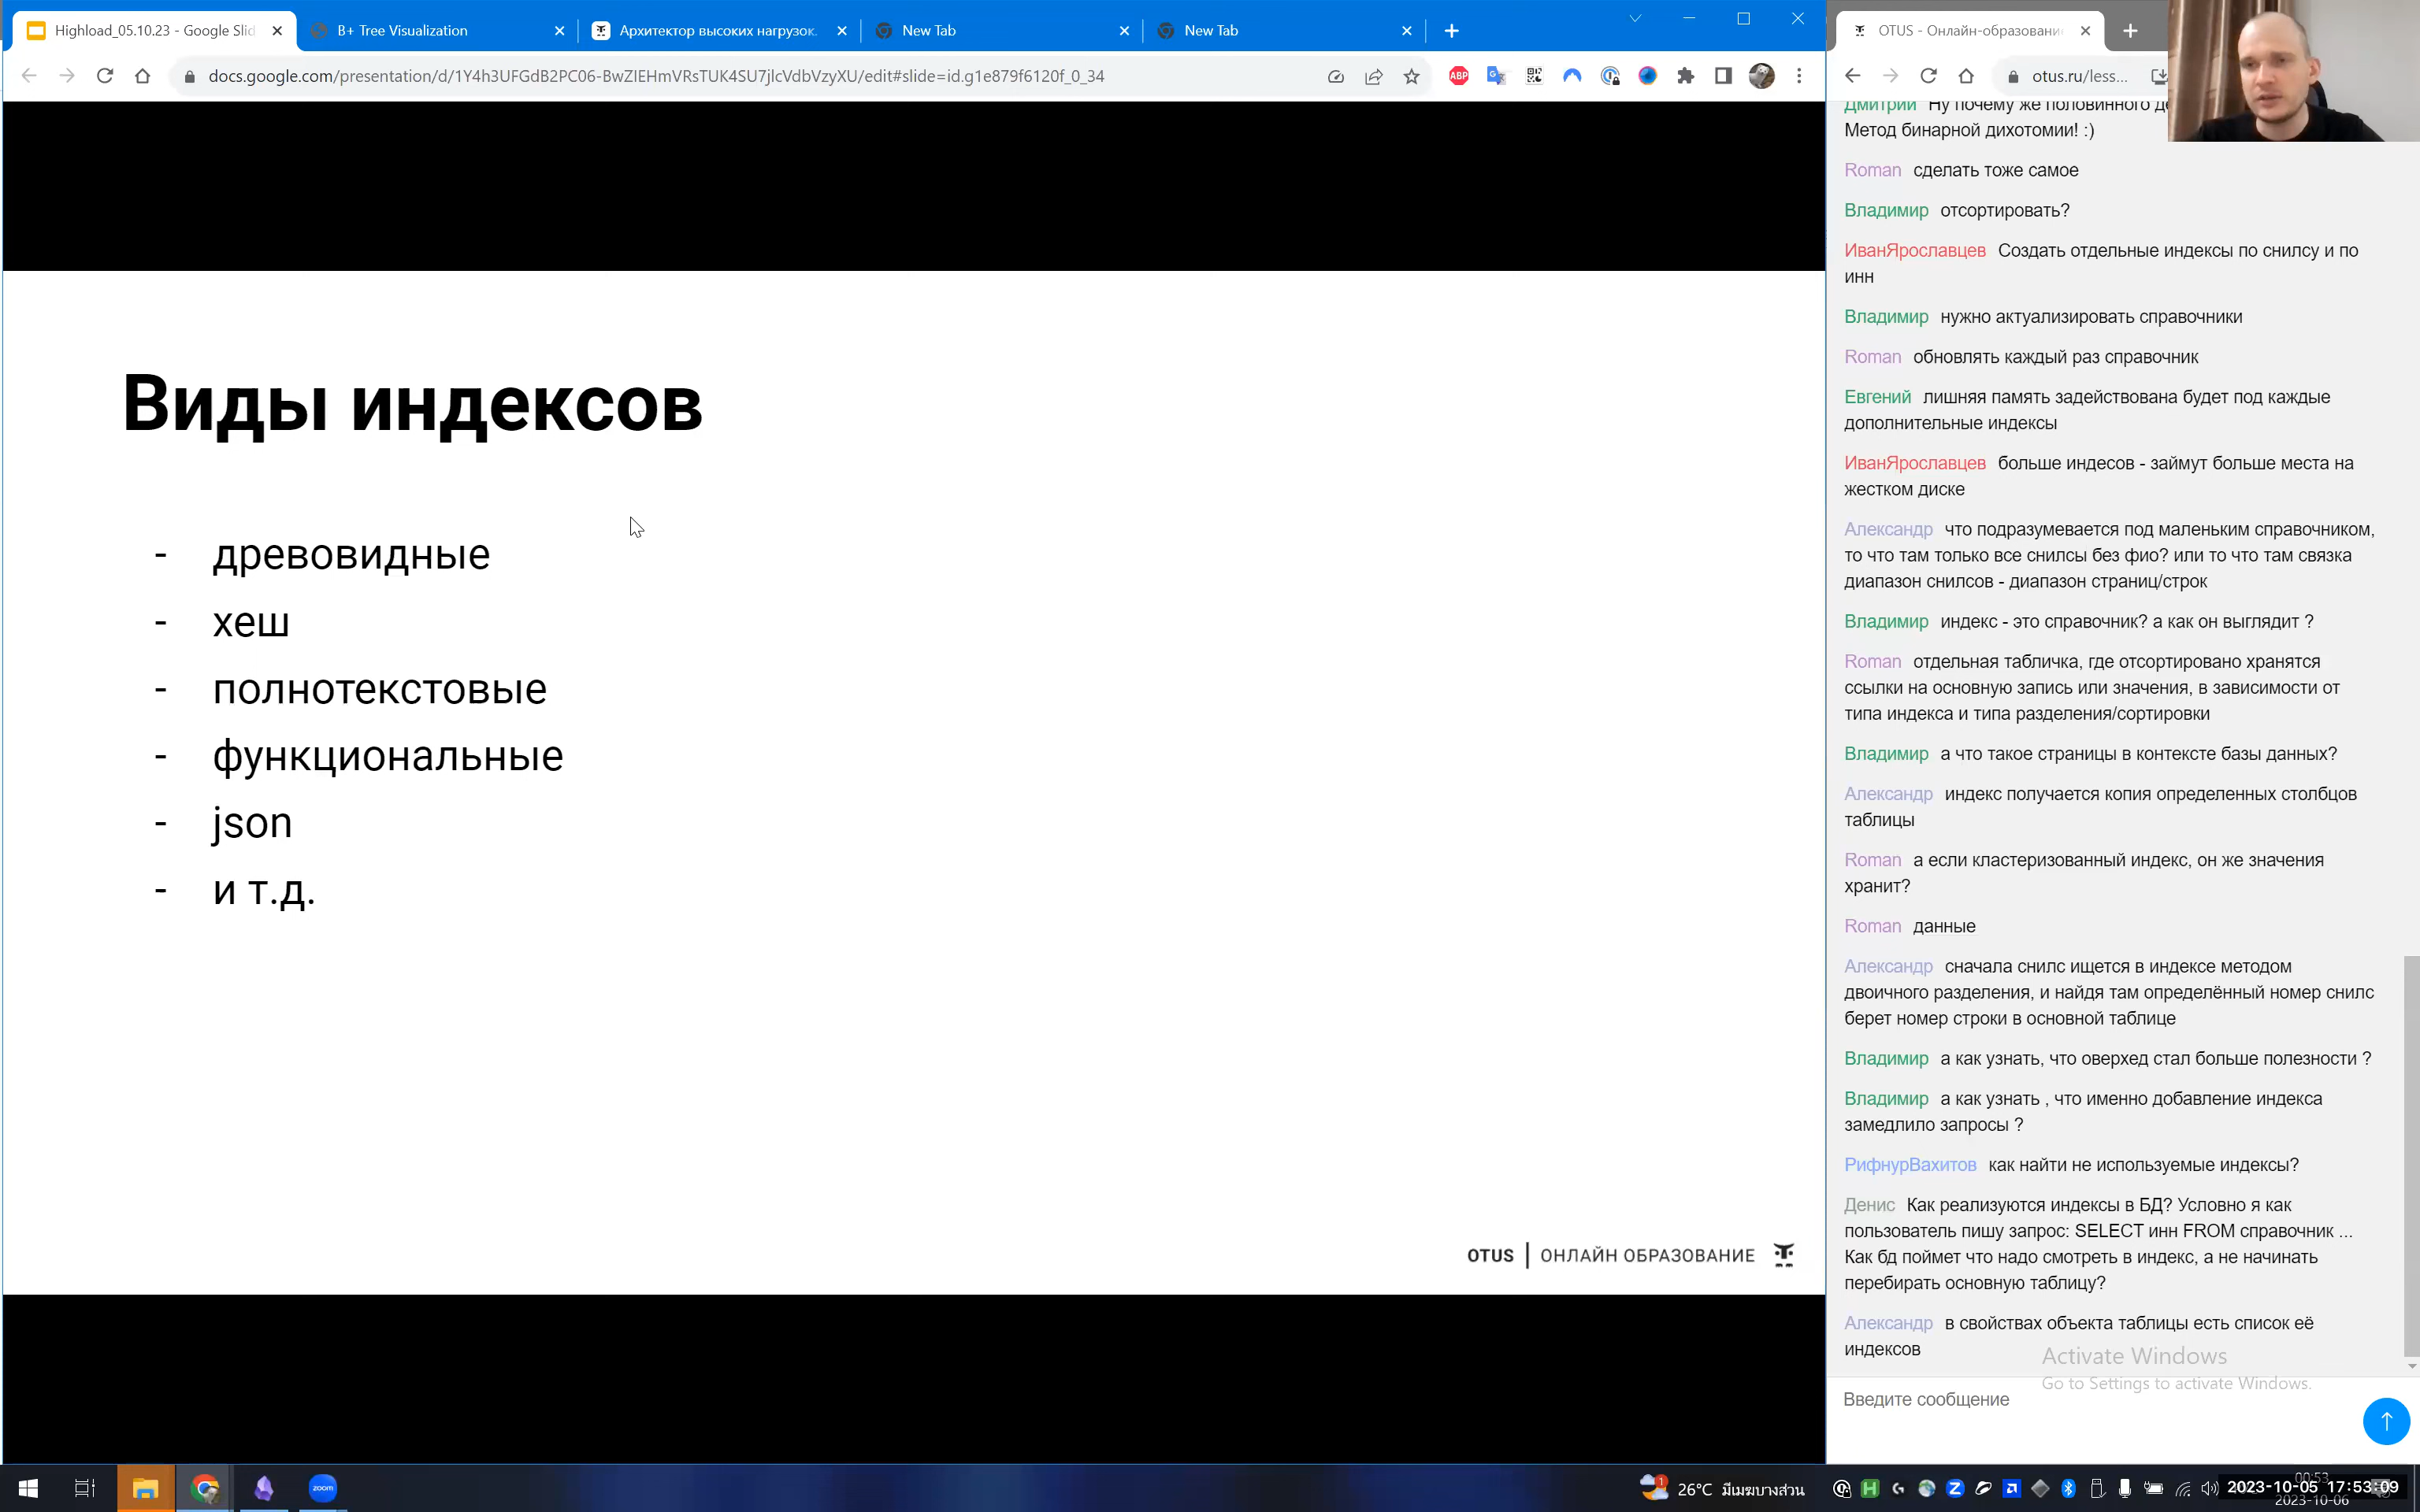 Highload_05.10.23 - Google Slid
B+ Tree Visualization
Архитектор высоких нагрузок.
New Tab
New Tab
docs.google.com/presentation/d/1Y4h3UFGdB2PC06-BwZlEHmVRsTUK4SU7jlcVdbVzyXU/edit#slide=id.g1e879f6120f_0_34
ABP
Виды индексов
- древовидные
- хеш
- полнотекстовые
- функциональные
- json
- и т.д.
OTUS | ОНЛАЙН ОБРАЗОВАНИЕ
OTUS - Онлайн-образовани
otus.ru/less...
Дмитрий Ну почему же половинного
Метод бинарной дихотомии! :)
Roman сделать тоже самое
Владимир отсортировать?
ИванЯрославцев Создать отдельные индексы по снилсу и по
инн
Владимир нужно актуализировать справочники
Roman обновлять каждый раз справочник
Евгений лишняя память задействована будет под каждые
дополнительные индексы
ИванЯрославцев больше индесов - займут больше места на
жестком диске
Александр что подразумевается под маленьким справочником,
то что там только все снилсы без фио? или то что там связка
диапазон снилсов - диапазон страниц/строк
Владимир индекс - это справочник? а как он выглядит ?
Roman отдельная табличка, где отсортировано хранятся
ссылки на основную запись или значения, в зависимости от
типа индекса и типа разделения/сортировки
Владимир а что такое страницы в контексте базы данных?
Александр индекс получается копия определенных столбцов
таблицы
Roman а если кластеризованный индекс, он же значения
хранит?
Roman данные
Александр сначала снилс ищется в индексе методом
двоичного разделения, и найдя там определённый номер снилс
берет номер строки в основной таблице
Владимир а как узнать, что оверхед стал больше полезности ?
Владимир а как узнать , что именно добавление индекса
замедлило запросы ?
РифнурВахитов как найти не используемые индексы?
Денис Как реализуются индексы в БД? Условно я как
пользователь пишу запрос: SELECT инн FROM справочник ...
Как бд поймет что надо смотреть в индекс, а не начинать
перебирать основную таблицу?
Александр в свойствах объекта таблицы есть список её
индексов
Activate Windows
Go to Settings to activate Windows.
Введите сообщение
zoom
26°C มีเมฆบางส่วน
00:53
2023-10-05 17:53:09
2023-10-06